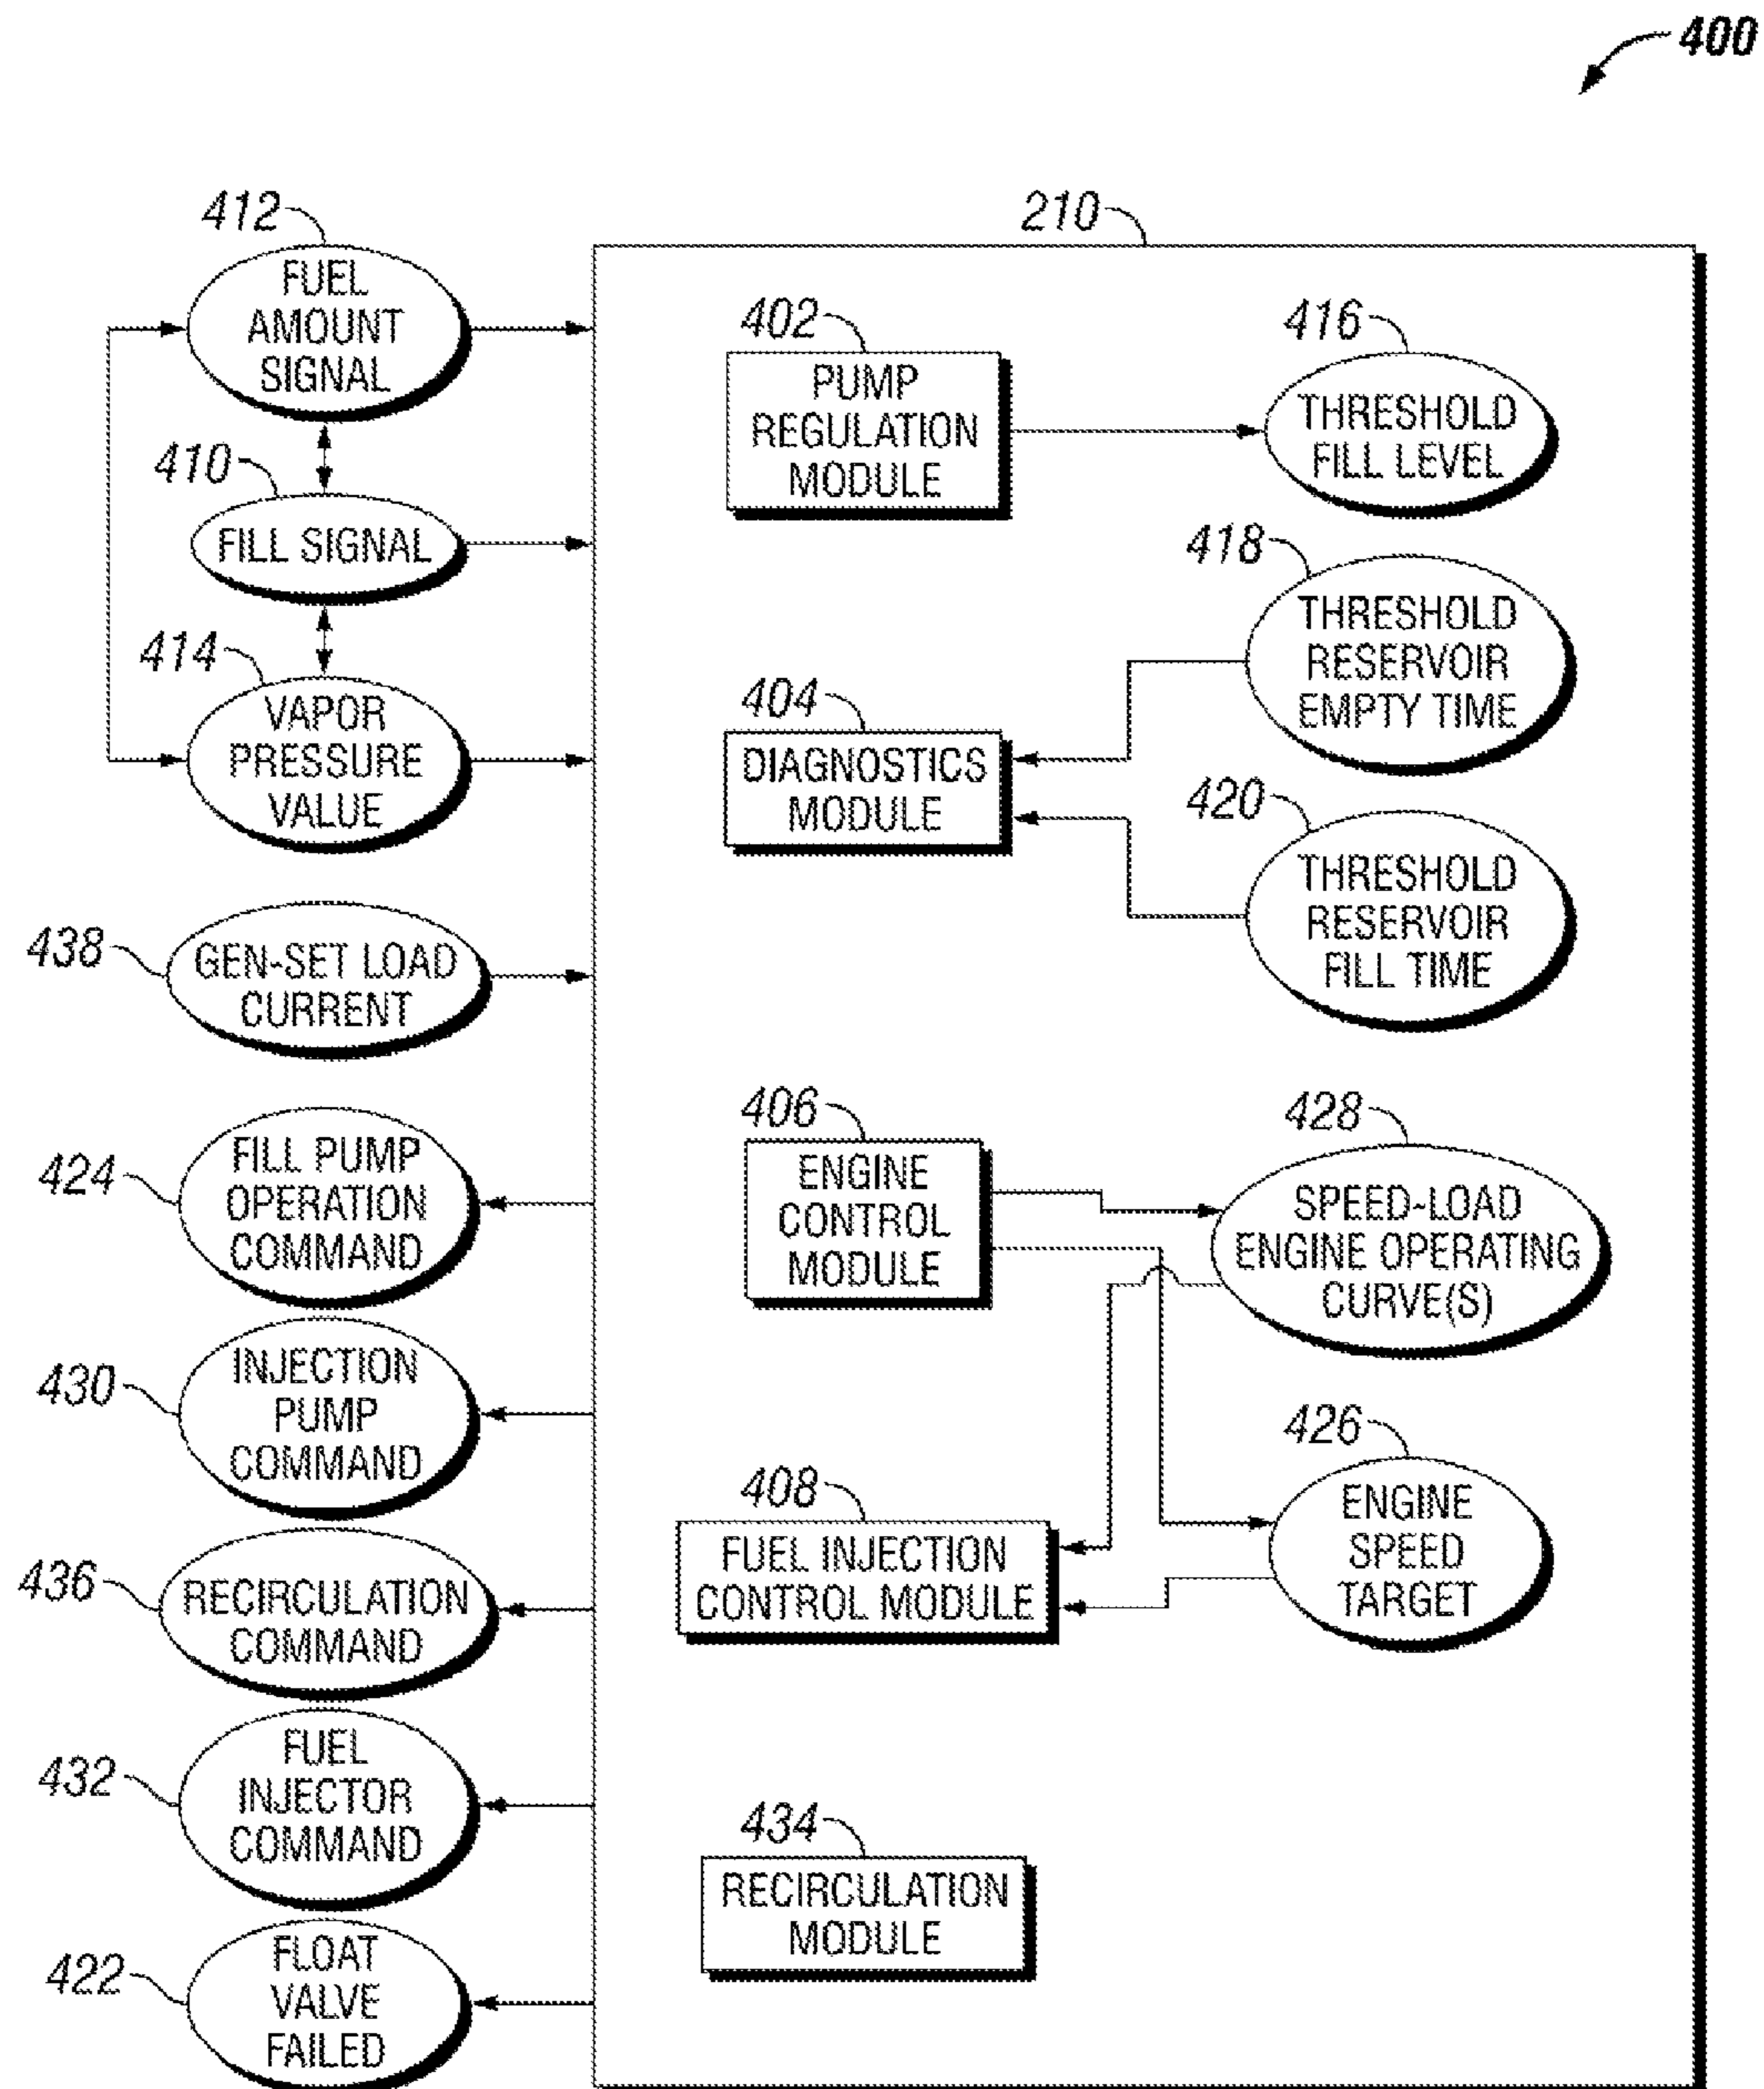 400
412
FUEL
AMOUNT
SIGNAL
410
FILL SIGNAL
414
VAPOR
PRESSURE
VALUE
438
GEN-SET LOAD
CURRENT
424
FILL PUMP
OPERATION
COMMAND
430
INJECTION
PUMP
COMMAND
436
RECIRCULATION
COMMAND
432
FUEL
INJECTOR
COMMAND
422
FLOAT
VALVE
FAILED
210
402
PUMP
REGULATION
MODULE
416
THRESHOLD
FILL LEVEL
418
THRESHOLD
RESERVOIR
EMPTY TIME
404
DIAGNOSTICS
MODULE
420
THRESHOLD
RESERVOIR
FILL TIME
406
ENGINE
CONTROL
MODULE
428
SPEED-LOAD
ENGINE OPERATING
CURVE(S)
426
ENGINE
SPEED
TARGET
408
FUEL INJECTION
CONTROL MODULE
434
RECIRCULATION
MODULE